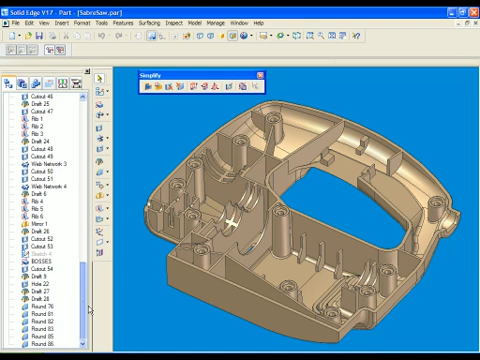 Solid Edge V17 - Part - [SabreSaw.par]
File Edit View Insert Format Tools Features Surfacing Inspect Model Manage Window Help
Simplify
Cutout 46
Draft 25
Cutout 47
Rib 1
Rib 2
Rib 3
Draft 24
Cutout 48
Cutout 49
Web Network 3
Cutout 50
Cutout 51
Web Network 4
Draft 6
Rib 4
Rib 5
Rib 6
Mirror 1
Draft 26
Cutout 52
Cutout 53
Sketch 4
BOSSES
Cutout 54
Draft 9
Hole 22
Draft 27
Draft 28
Round 76
Round 81
Round 82
Round 83
Round 85
Round 86